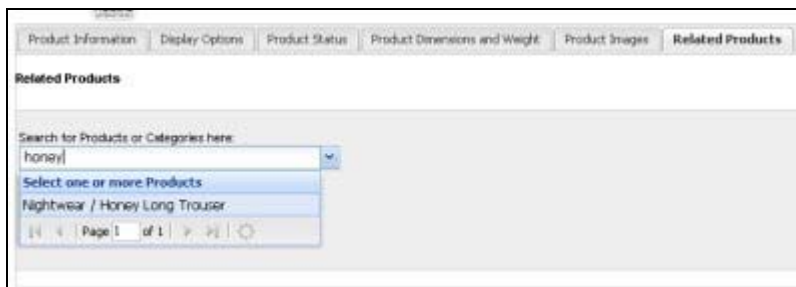 Product Information Display Options Product Status Product Dimensions and Weight Product Images Related Products
Related Products
Search for Products or Categories here:
honey
Select one or more Products
Nightwear / Honey Long Trouser
Page 1 of 1